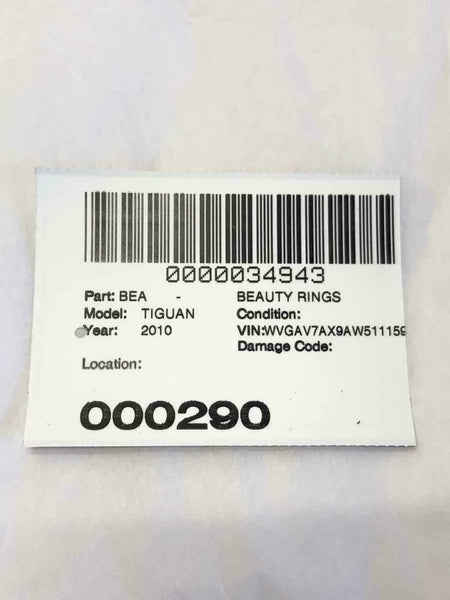 0000034943
Part: BEA - BEAUTY RINGS
Model: TIGUAN Condition:
Year: 2010 VIN:WVGAV7AX9AW511159
Damage Code:
Location:
000290